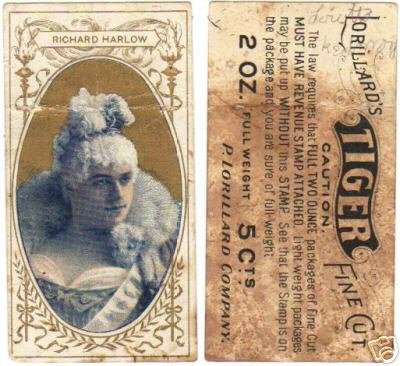 RICHARD HARLOW
LORILLARD'S
TIGER
FINE CUT
CAUTION
The law requires that FULL TWO OUNCE packages of Fine Cut
MUST HAVE REVENUE STAMP ATTACHED. Light weight packages
may be put up WITHOUT this STAMP. See that the Stamp is on
the package and you are sure of full weight
2 OZ. FULL WEIGHT 5 CTS
P. LORILLARD COMPANY.